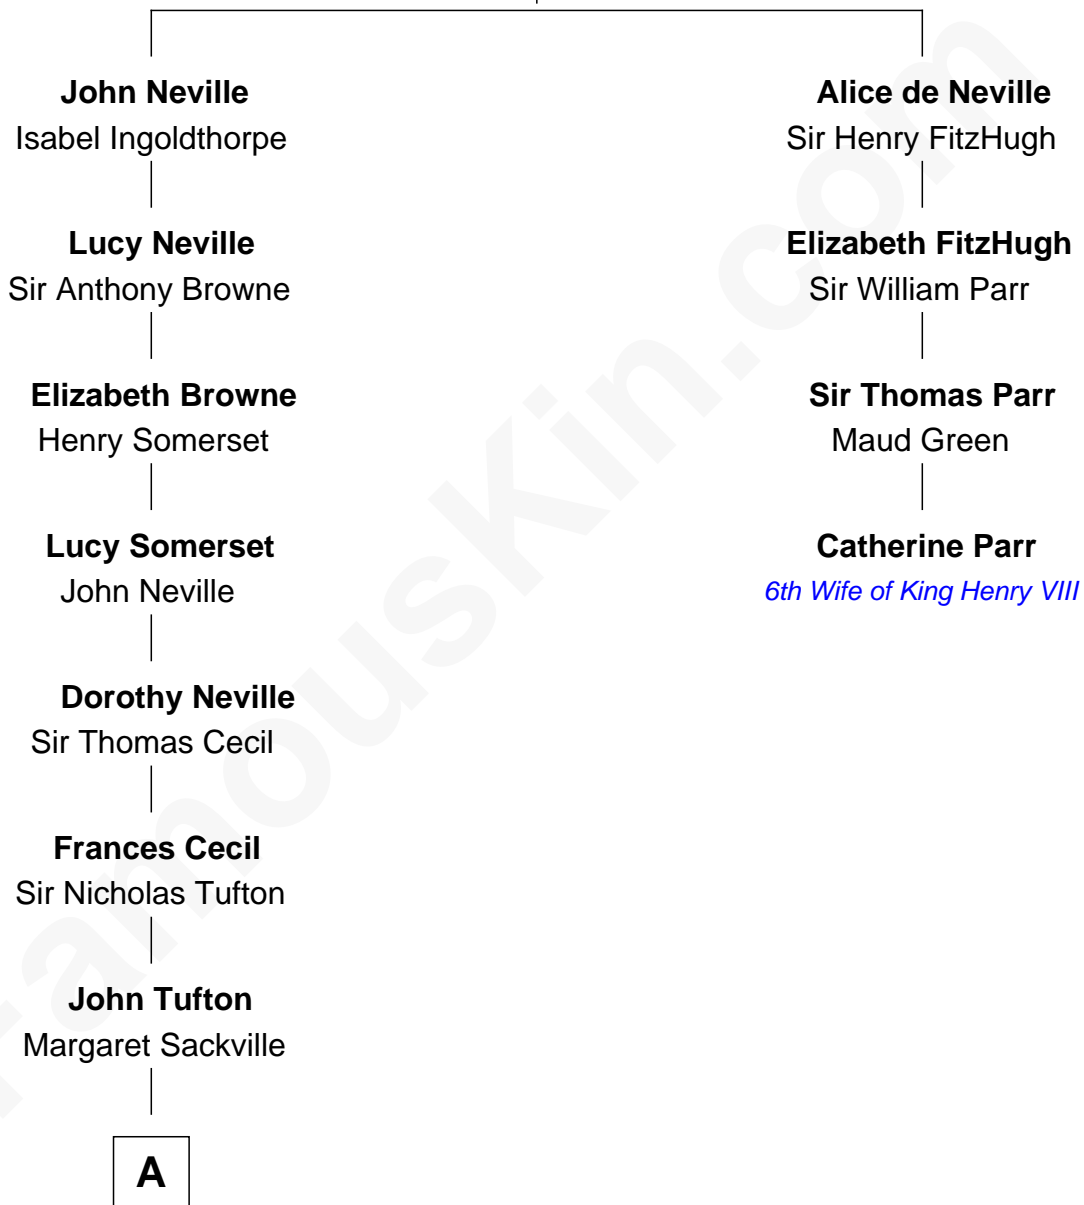 John Neville
Isabel Ingoldthorpe
Lucy Neville
Sir Anthony Browne
Elizabeth Browne
Henry Somerset
Lucy Somerset
John Neville
Dorothy Neville
Sir Thomas Cecil
Frances Cecil
Sir Nicholas Tufton
John Tufton
Margaret Sackville
A
Alice de Neville
Sir Henry FitzHugh
Elizabeth FitzHugh
Sir William Parr
Sir Thomas Parr
Maud Green
Catherine Parr
6th Wife of King Henry VIII
FamousKin.com